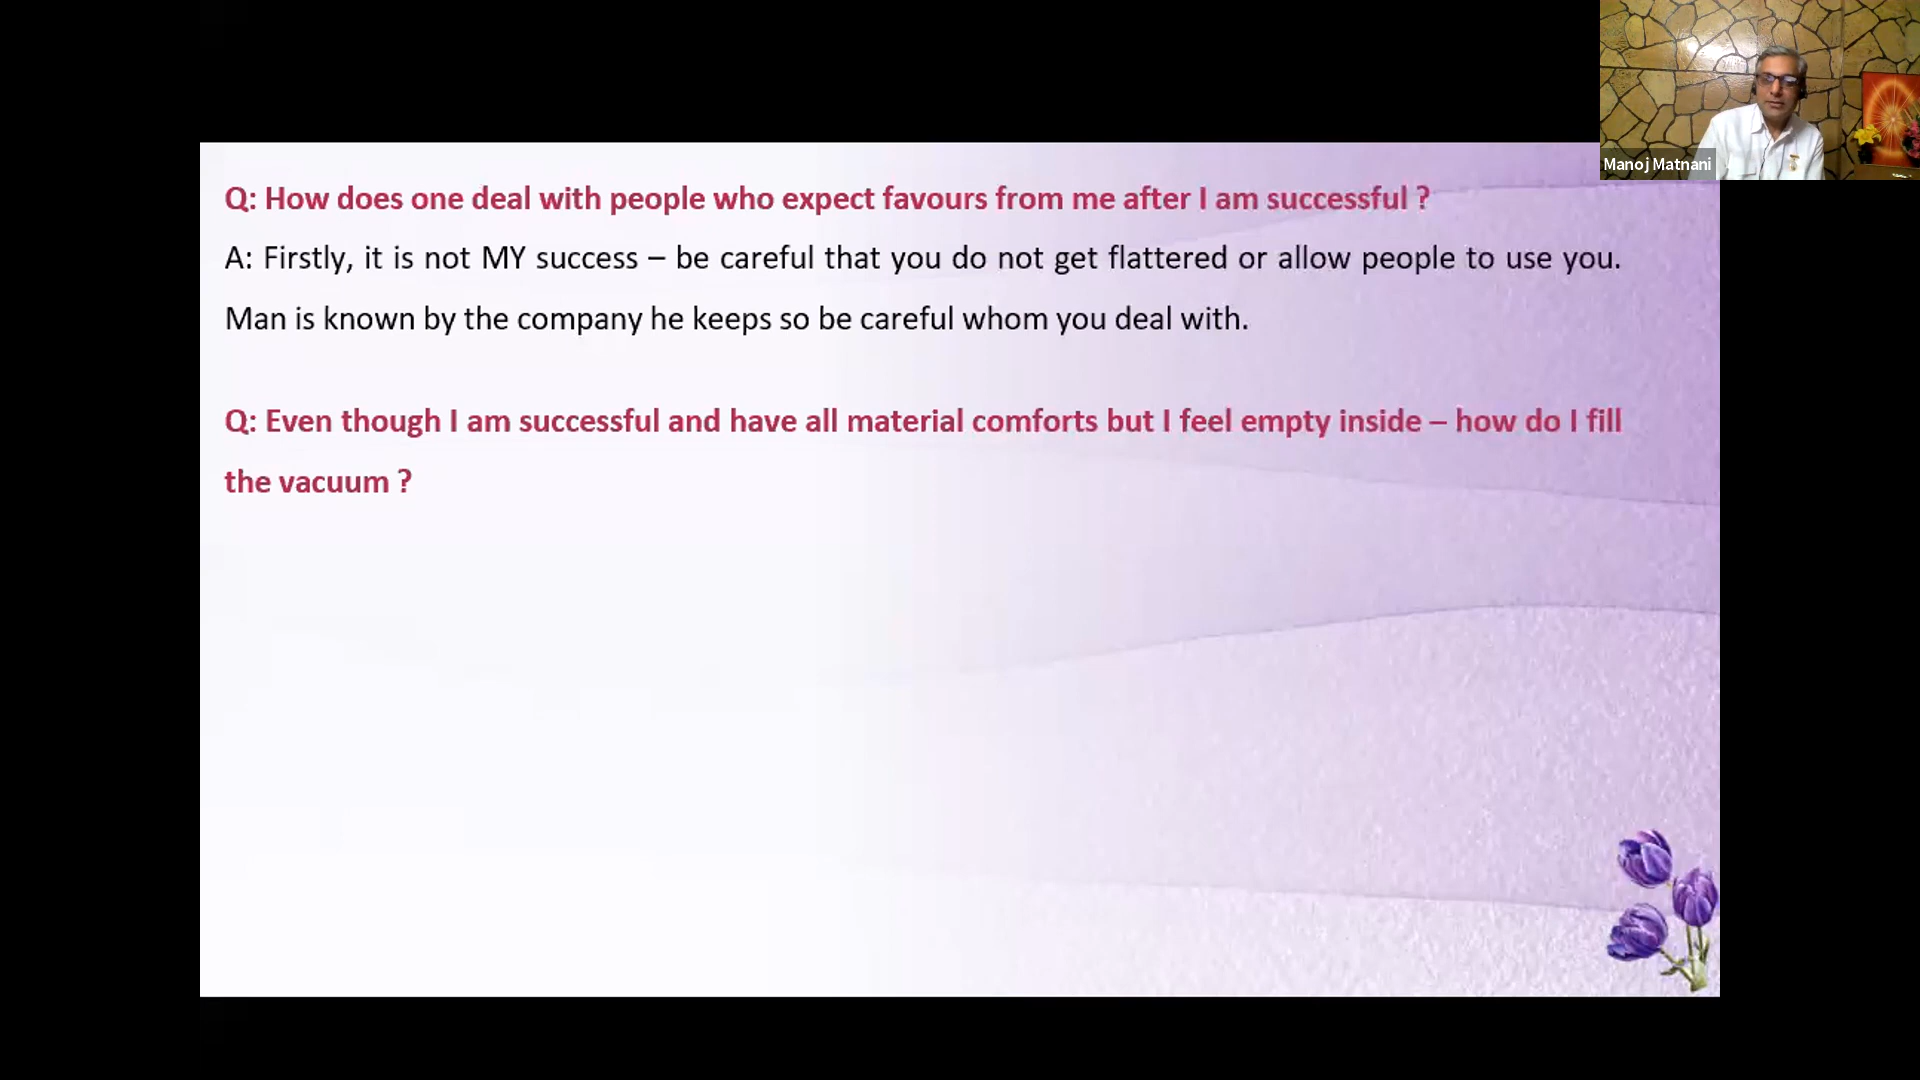 Manoj Matnani
Q: How does one deal with people who expect favours from me after I am successful ?
A: Firstly, it is not MY success – be careful that you do not get flattered or allow people to use you.
Man is known by the company he keeps so be careful whom you deal with.
Q: Even though I am successful and have all material comforts but I feel empty inside – how do I fill
the vacuum ?